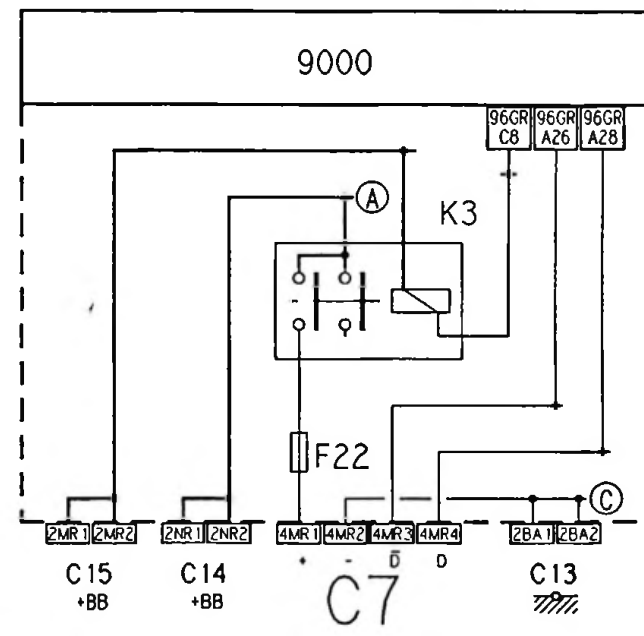 9000
96GR C8
96GR A26
96GR A28
A
K3
F22
C
2MR1 2MR2 2NR1 2NR2 4MR1 4MR2 4MR3 4MR4 2BA1 2BA2
+ - D̅ D
C15 C14 C7 C13
+BB +BB